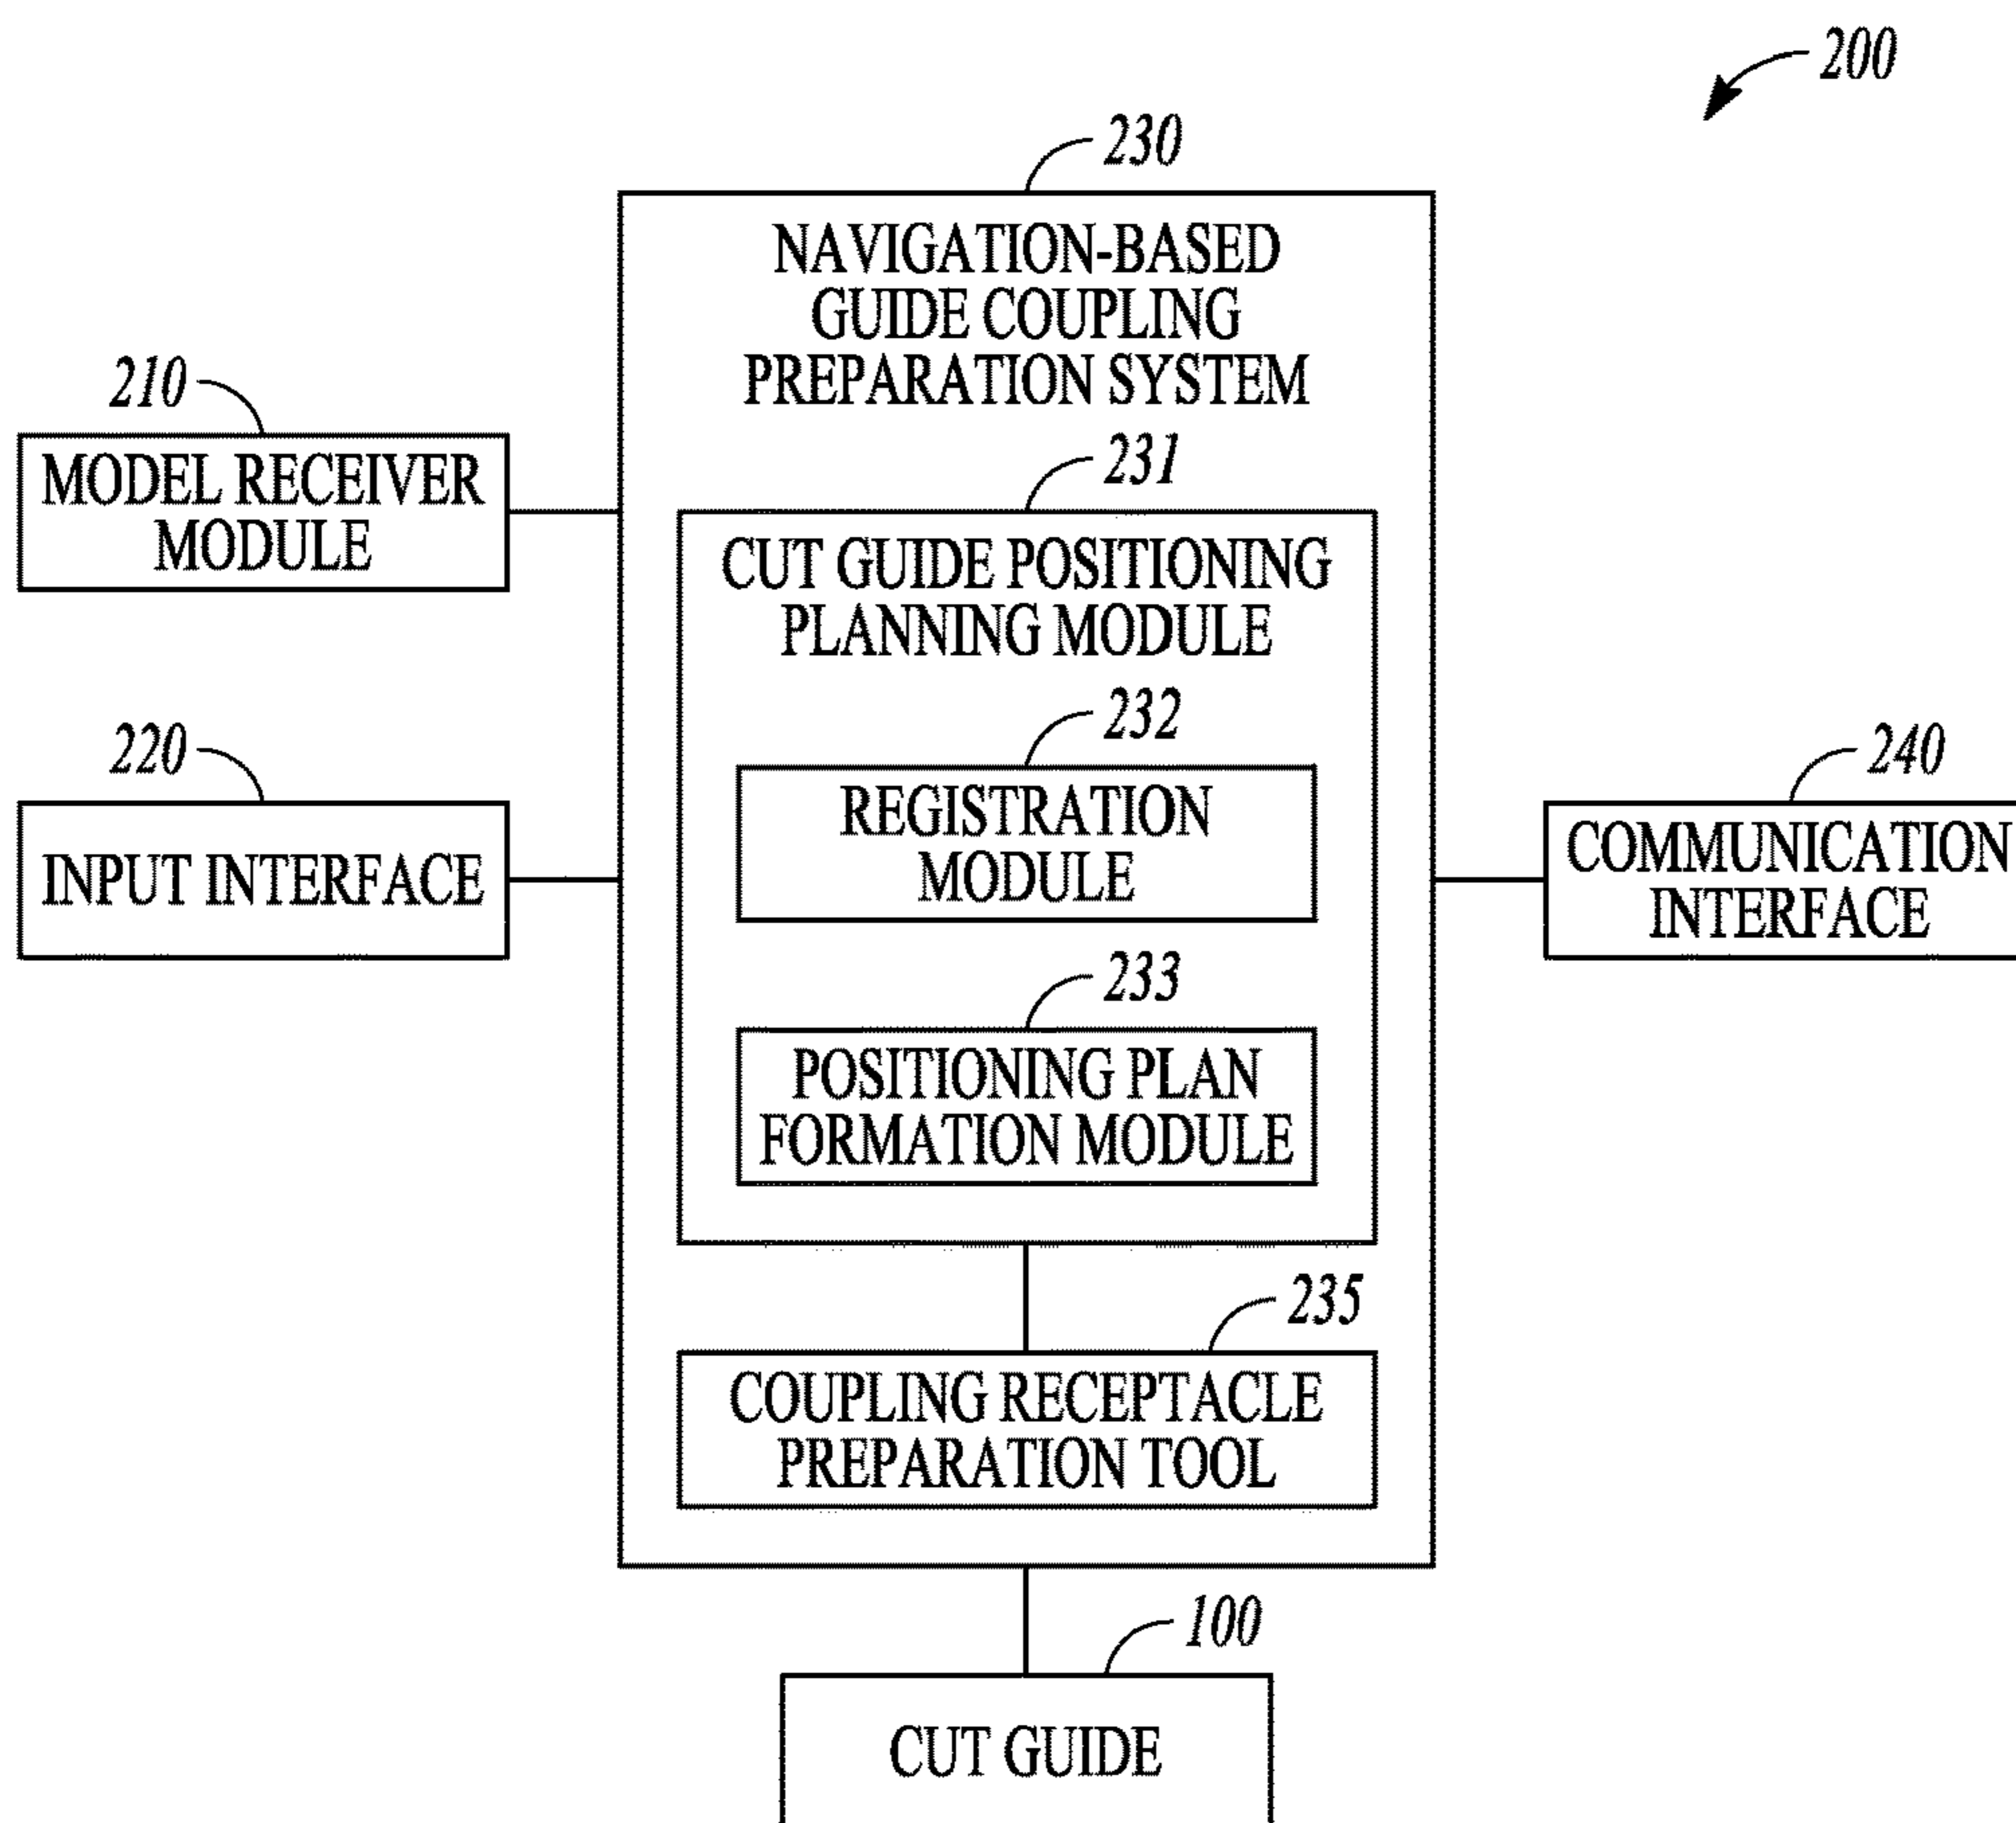 200
230
NAVIGATION-BASED
GUIDE COUPLING
PREPARATION SYSTEM
210
MODEL RECEIVER
MODULE
231
CUT GUIDE POSITIONING
PLANNING MODULE
220
INPUT INTERFACE
232
REGISTRATION
MODULE
240
COMMUNICATION
INTERFACE
233
POSITIONING PLAN
FORMATION MODULE
235
COUPLING RECEPTACLE
PREPARATION TOOL
100
CUT GUIDE